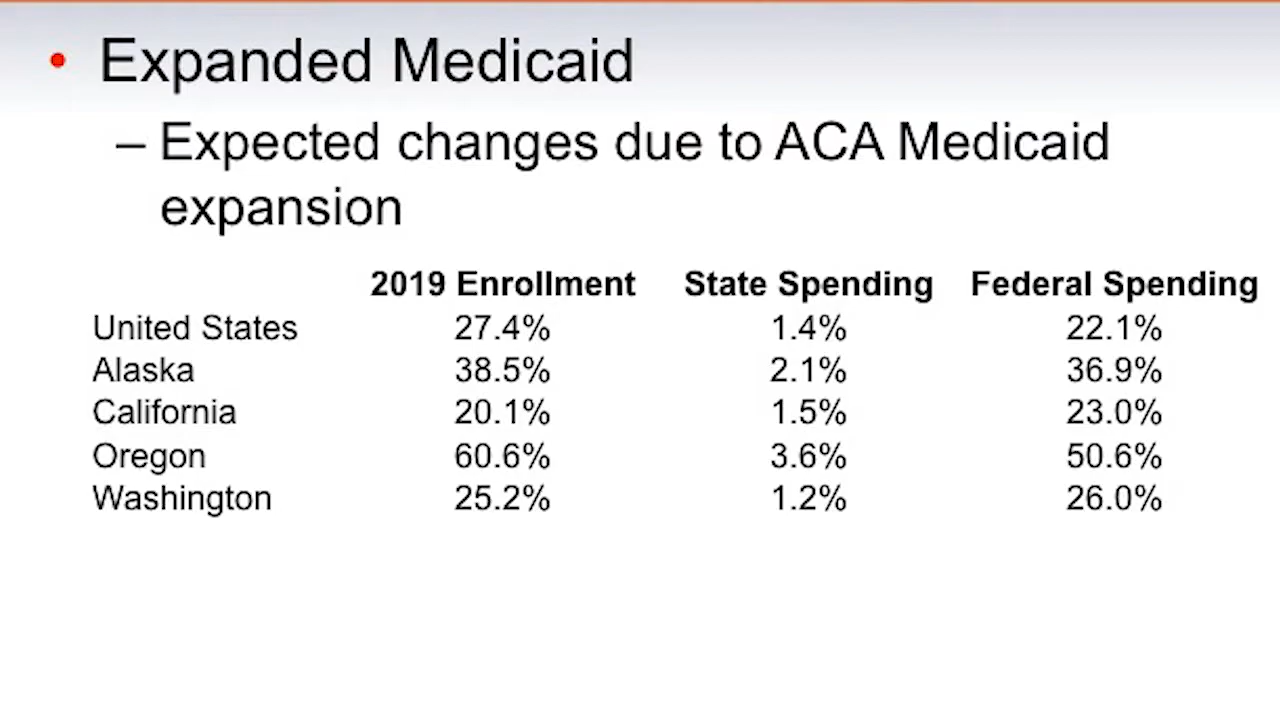 • Expanded Medicaid
– Expected changes due to ACA Medicaid
expansion
2019 Enrollment State Spending Federal Spending
United States 27.4% 1.4% 22.1%
Alaska 38.5% 2.1% 36.9%
California 20.1% 1.5% 23.0%
Oregon 60.6% 3.6% 50.6%
Washington 25.2% 1.2% 26.0%